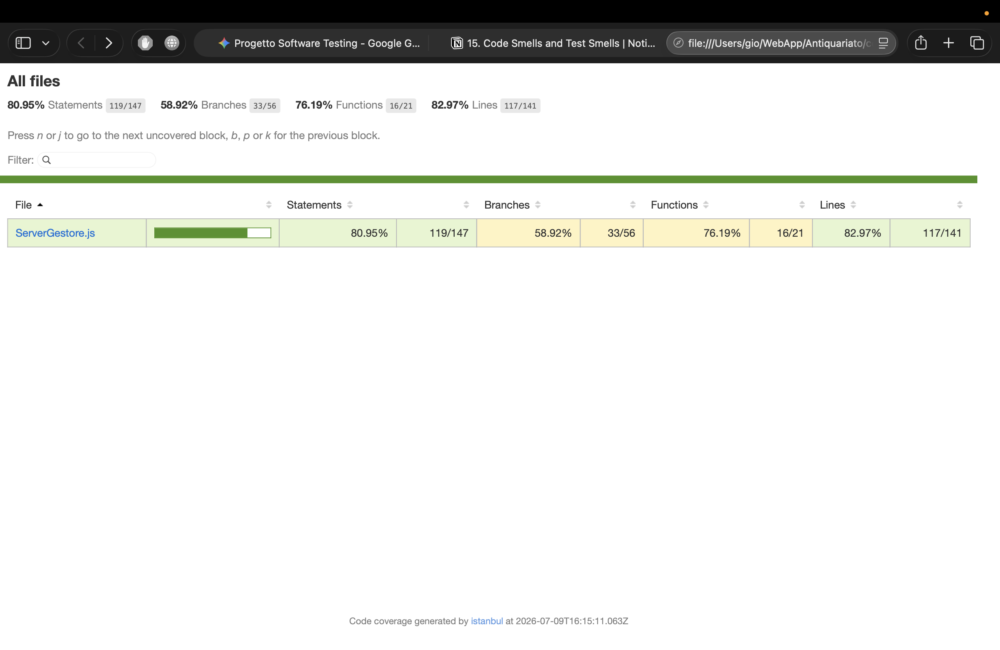 Progetto Software Testing - Google G...
15. Code Smells and Test Smells | Noti...
file:///Users/gio/WebApp/Antiquariato/
All files
80.95% Statements 119/147 58.92% Branches 33/56 76.19% Functions 16/21 82.97% Lines 117/141
Press n or j to go to the next uncovered block, b, p or k for the previous block.
Filter:
File Statements Branches Functions Lines
ServerGestore.js 80.95% 119/147 58.92% 33/56 76.19% 16/21 82.97% 117/141
Code coverage generated by istanbul at 2026-07-09T16:15:11.063Z